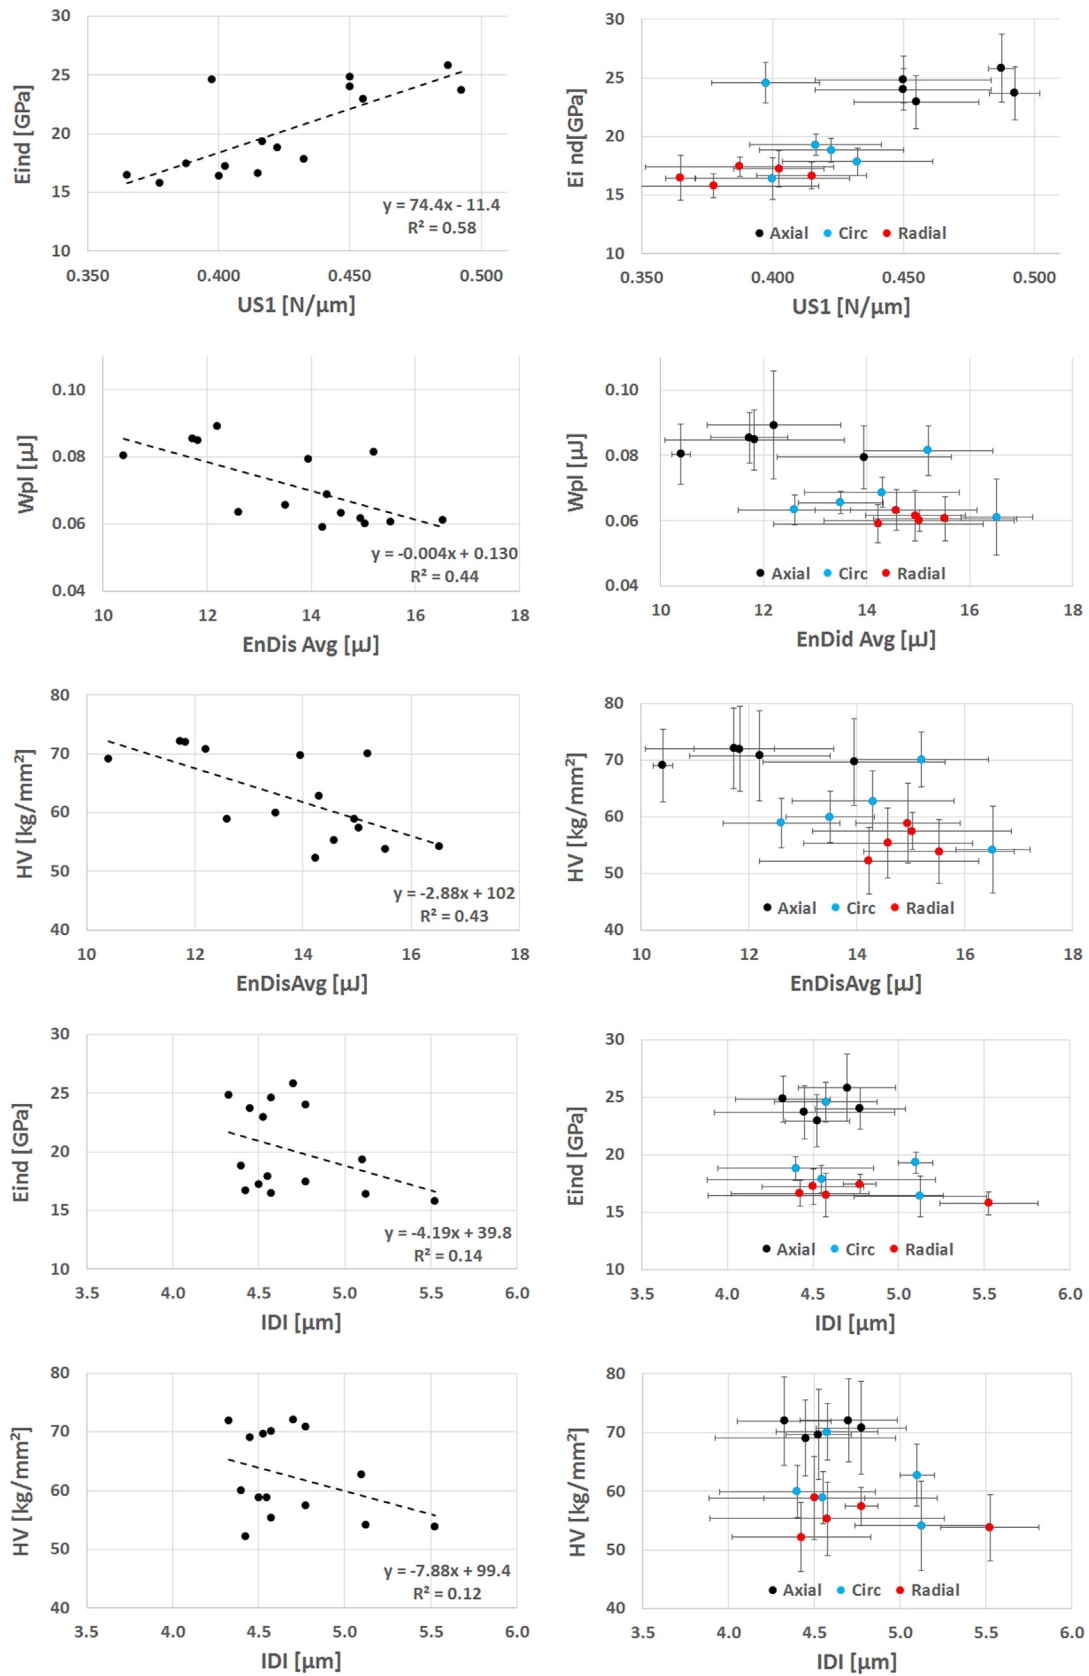 30
25
20
15
10
Eind [GPa]
y = 74.4x - 11.4
R² = 0.58
0.350 0.400 0.450 0.500
US1 [N/µm]
30
25
20
15
10
Ei nd[GPa]
Axial Circ Radial
0.350 0.400 0.450 0.500
US1 [N/µm]
0.10
0.08
0.06
0.04
Wpl [µJ]
y = -0.004x + 0.130
R² = 0.44
10 12 14 16 18
EnDis Avg [µJ]
0.10
0.08
0.06
0.04
Wpl [µJ]
Axial Circ Radial
10 12 14 16 18
EnDid Avg [µJ]
80
70
60
50
40
HV [kg/mm²]
y = -2.88x + 102
R² = 0.43
10 12 14 16 18
EnDisAvg [µJ]
80
70
60
50
40
HV [kg/mm²]
Axial Circ Radial
10 12 14 16 18
EnDisAvg [µJ]
30
25
20
15
10
Eind [GPa]
y = -4.19x + 39.8
R² = 0.14
3.5 4.0 4.5 5.0 5.5 6.0
IDI [µm]
30
25
20
15
10
Eind [GPa]
Axial Circ Radial
3.5 4.0 4.5 5.0 5.5 6.0
IDI [µm]
80
70
60
50
40
HV [kg/mm²]
y = -7.88x + 99.4
R² = 0.12
3.5 4.0 4.5 5.0 5.5 6.0
IDI [µm]
80
70
60
50
40
HV [kg/mm²]
Axial Circ Radial
3.5 4.0 4.5 5.0 5.5 6.0
IDI [µm]